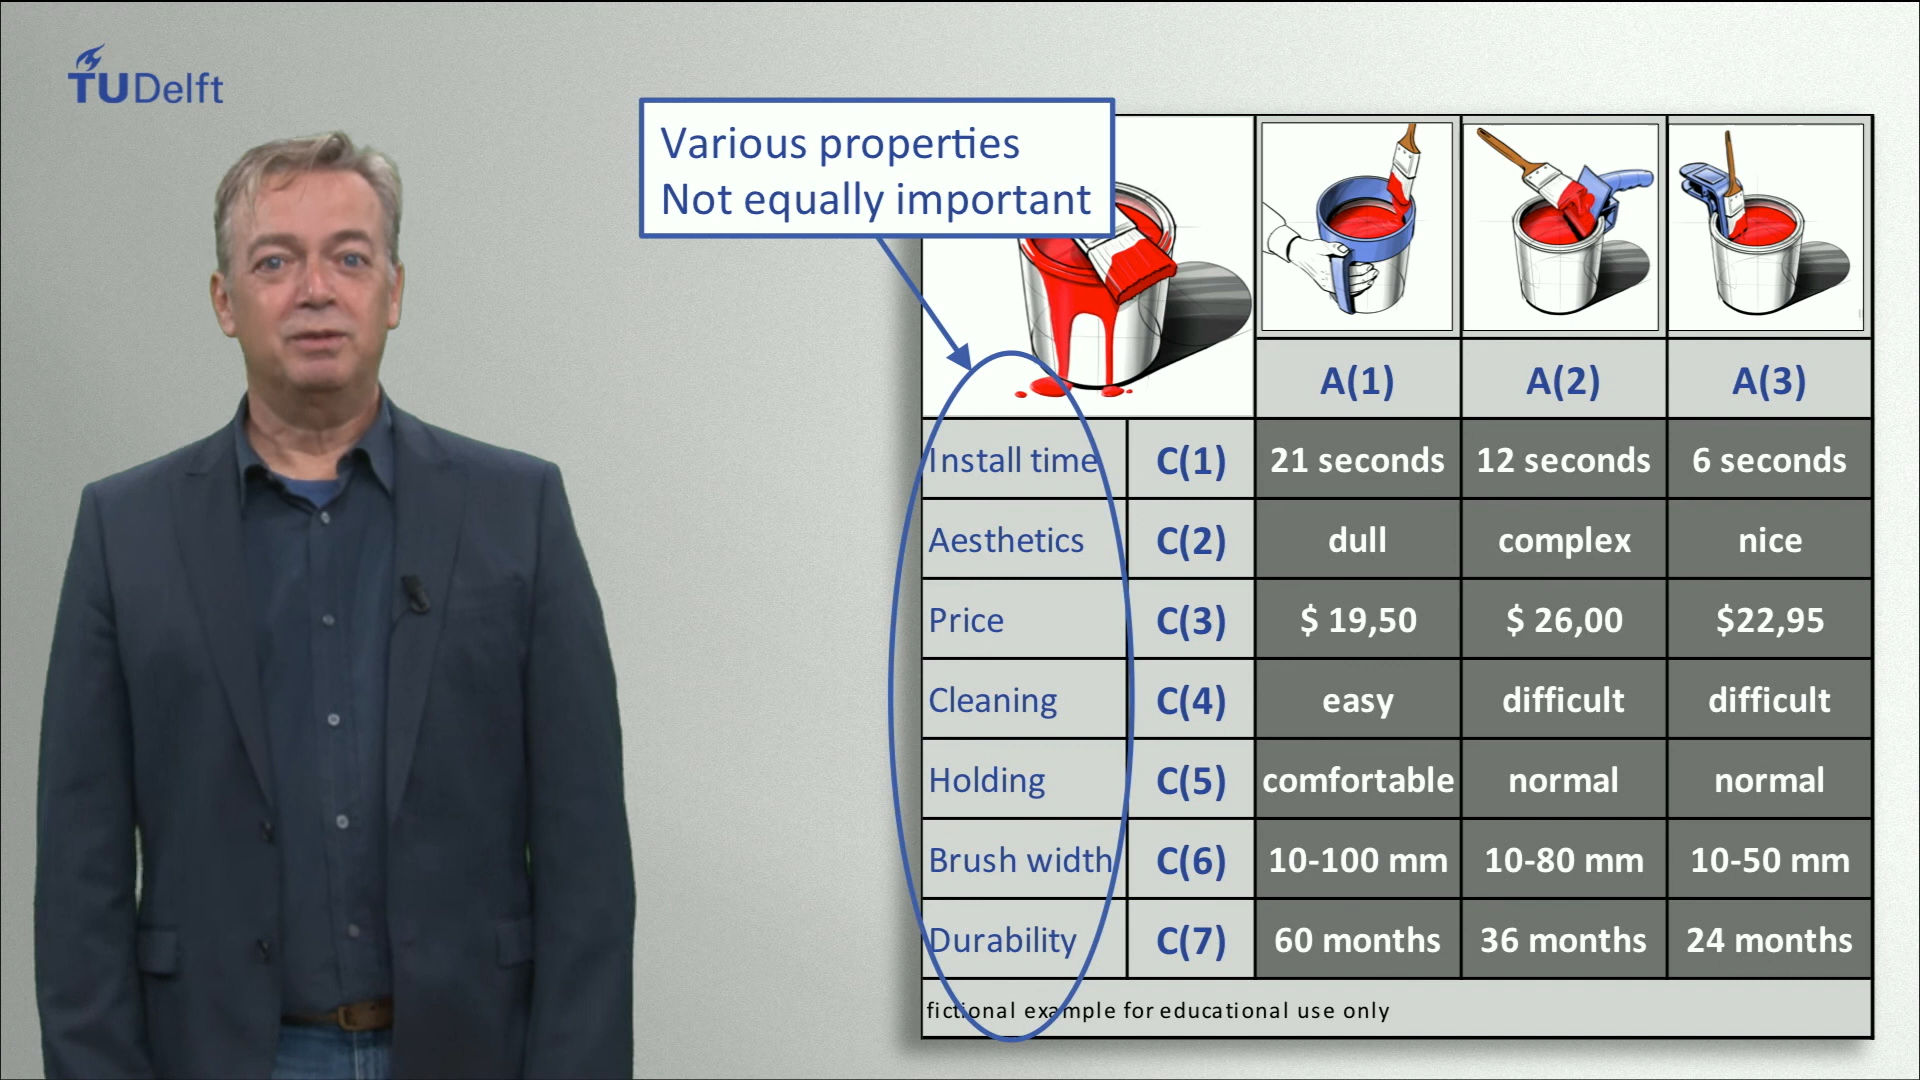 TUDelft
Various properties
Not equally important
A(1) A(2) A(3)
Install time C(1) 21 seconds 12 seconds 6 seconds
Aesthetics C(2) dull complex nice
Price C(3) $ 19,50 $ 26,00 $22,95
Cleaning C(4) easy difficult difficult
Holding C(5) comfortable normal normal
Brush width C(6) 10-100 mm 10-80 mm 10-50 mm
Durability C(7) 60 months 36 months 24 months
fictional example for educational use only